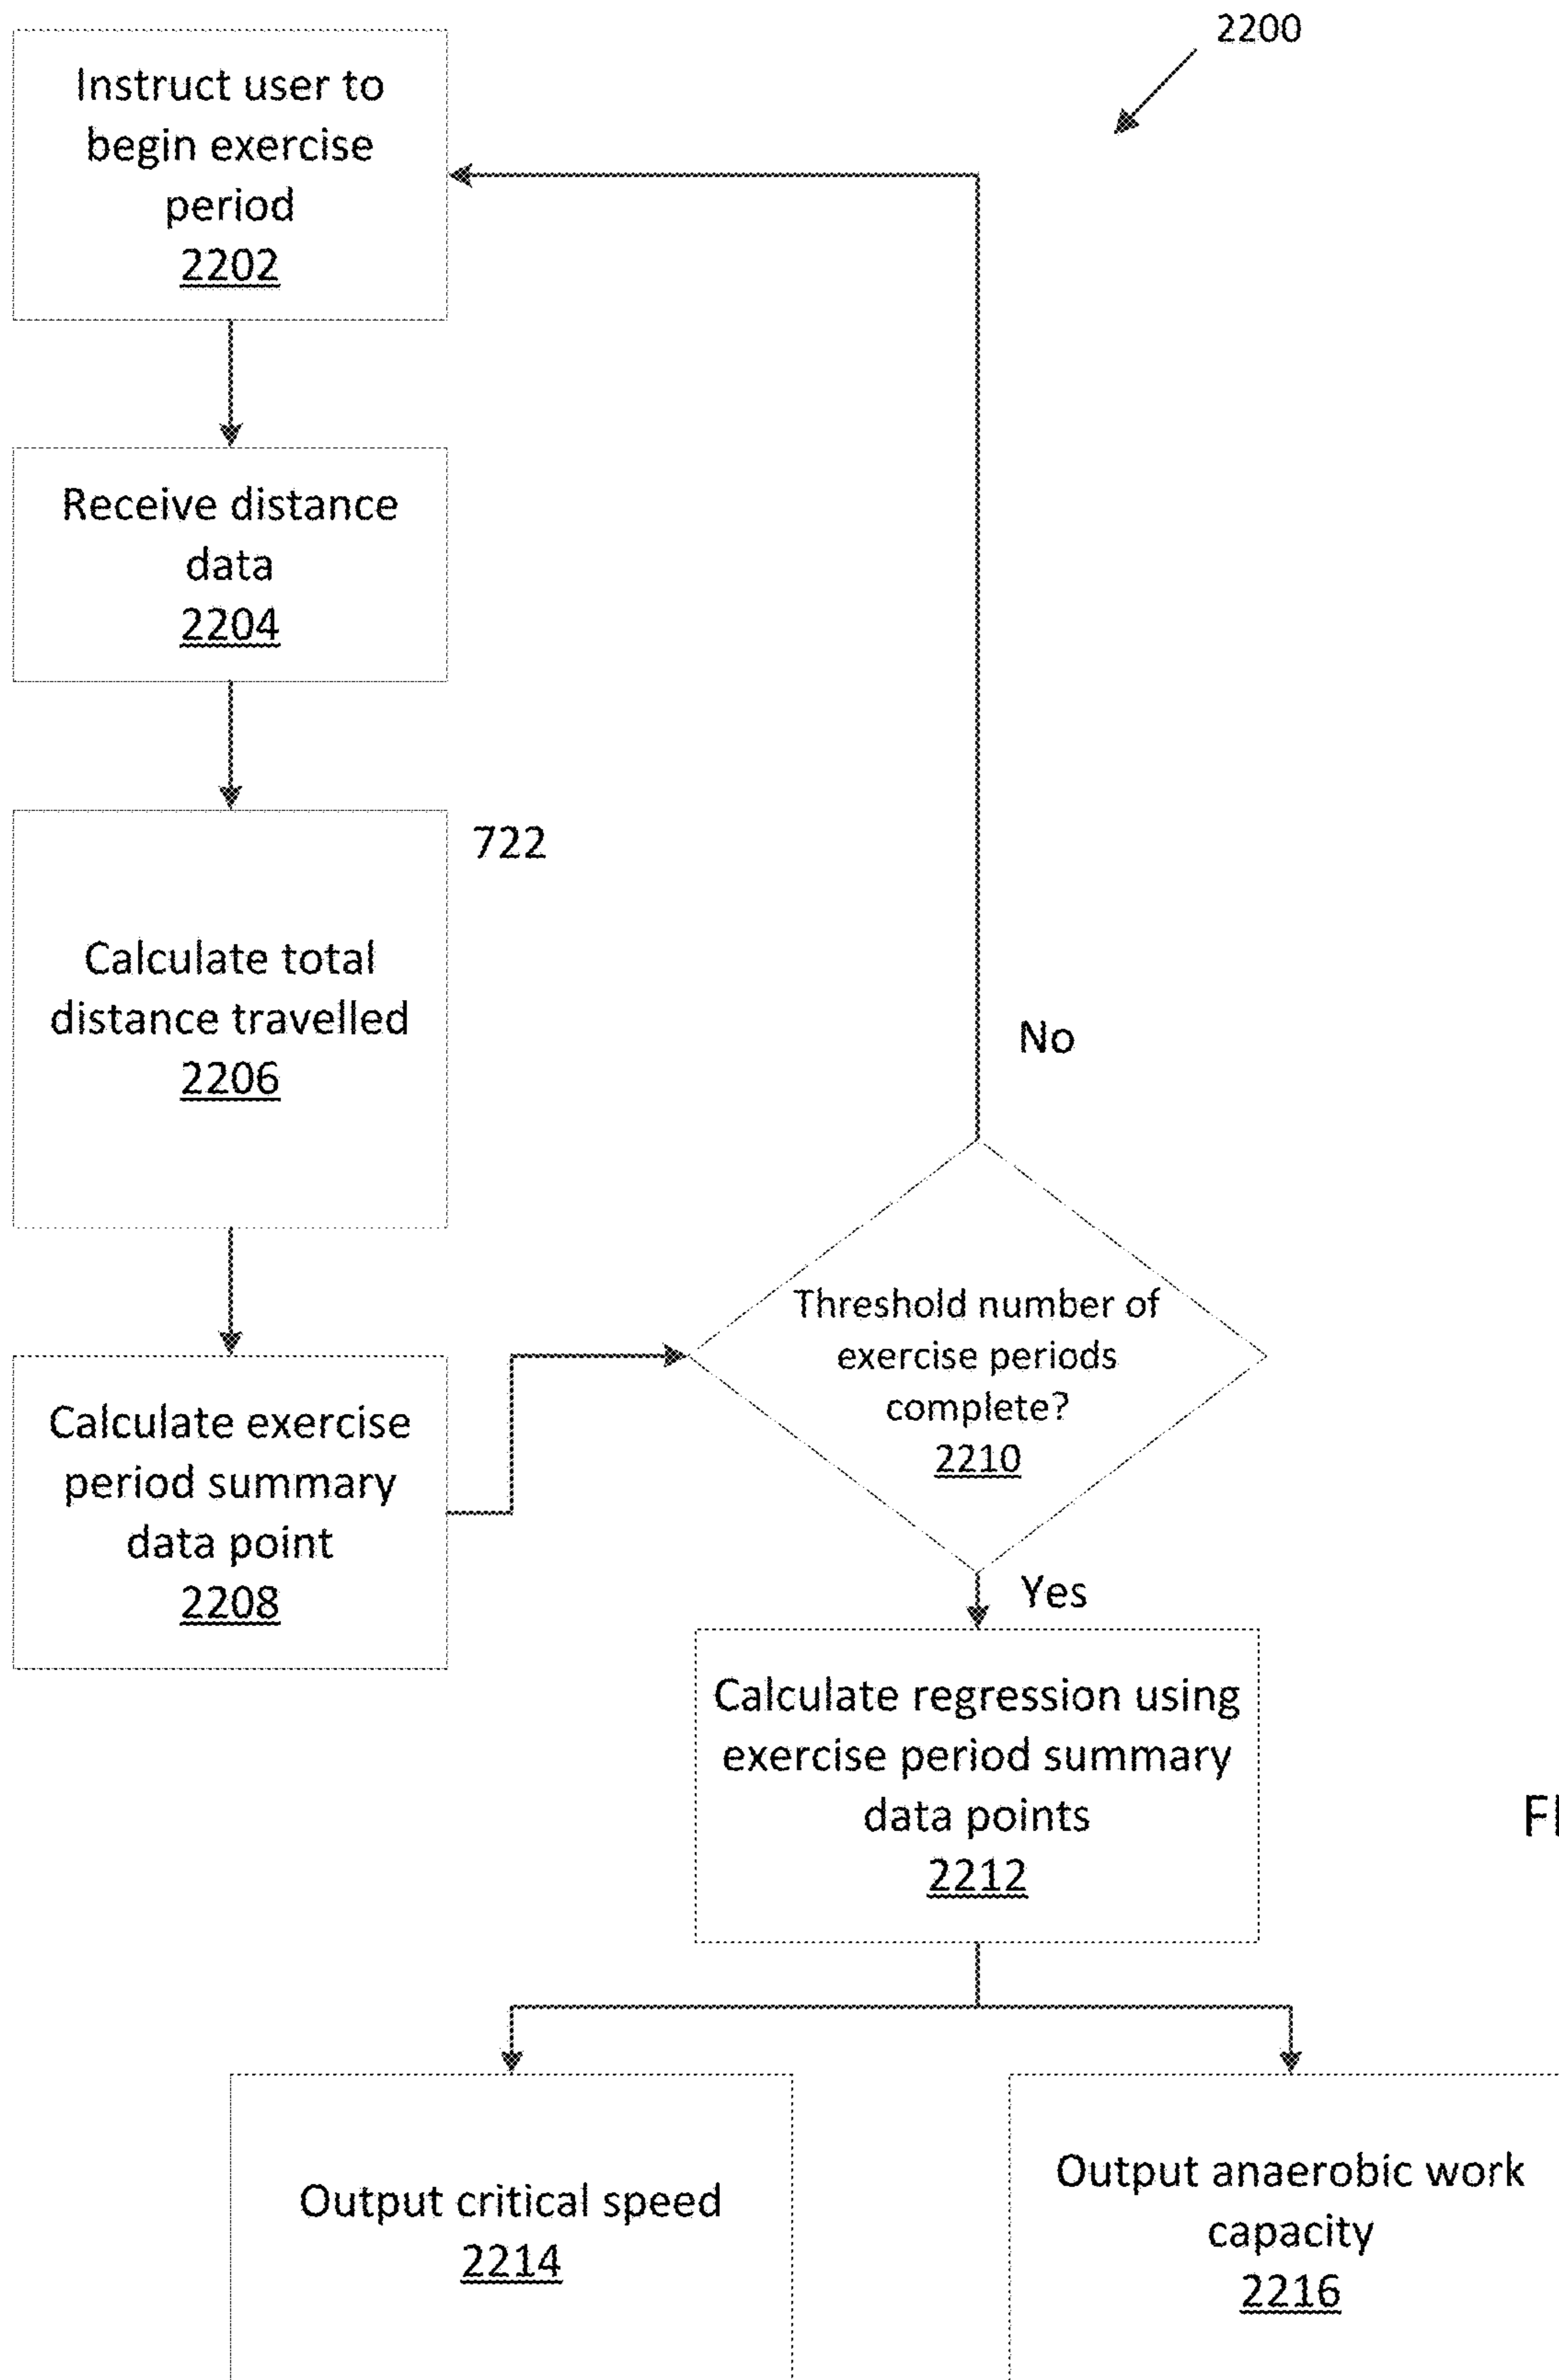 2200
Instruct user to
begin exercise
period
2202
Receive distance
data
2204
722
Calculate total
distance travelled
2206
No
Threshold number of
exercise periods
complete?
2210
Calculate exercise
period summary
data point
2208
Yes
Calculate regression using
exercise period summary
data points
2212
Output critical speed
2214
Output anaerobic work
capacity
2216